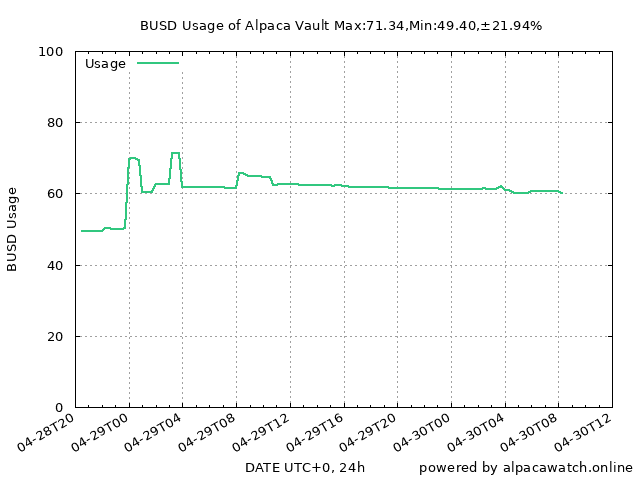 BUSD Usage of Alpaca Vault Max:71.34,Min:49.40,±21.94%
Usage
BUSD Usage
100
80
60
40
20
0
04-28T20
04-29T00
04-29T04
04-29T08
04-29T12
04-29T16
04-29T20
04-30T00
04-30T04
04-30T08
04-30T12
DATE UTC+0, 24h
powered by alpacawatch.online